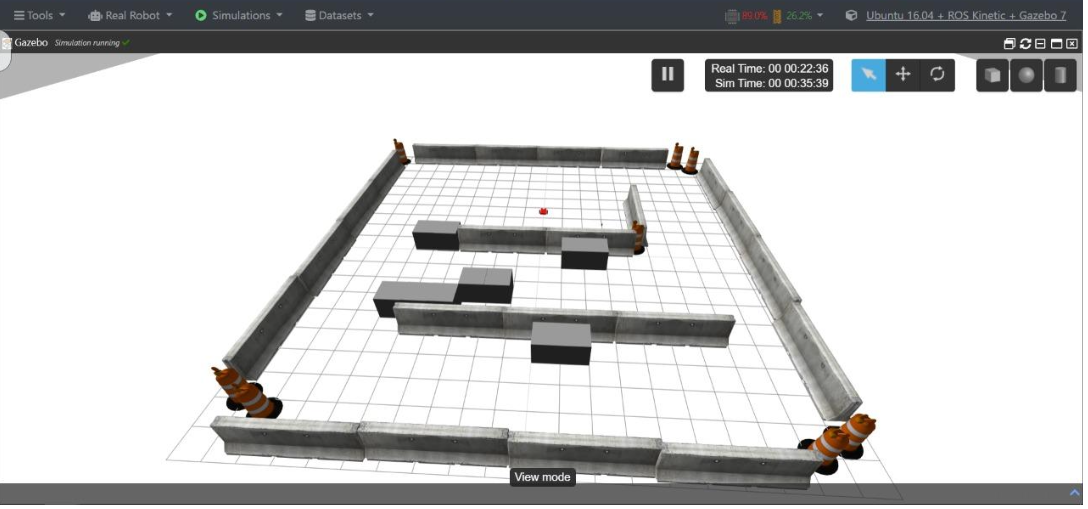 Tools Real Robot Simulations Datasets 89.0% 26.2% Ubuntu 16.04 + ROS Kinetic + Gazebo 7
Gazebo Simulation running
Real Time: 00 00:22:36
Sim Time: 00 00:35:39
View mode